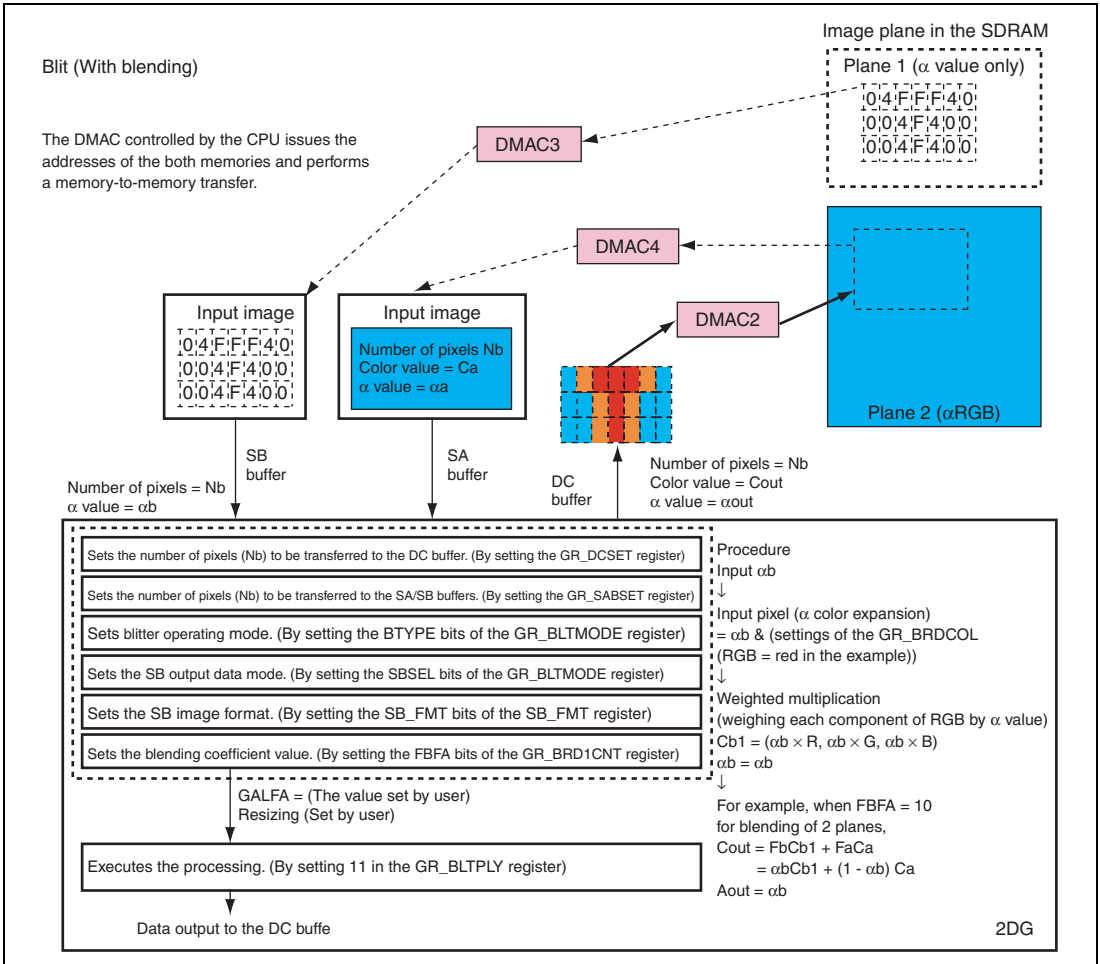 Image plane in the SDRAM
Blit (With blending)
Plane 1 (α value only)
0 4 F F F 4 0
0 0 4 F 4 0 0
0 0 4 F 4 0 0
The DMAC controlled by the CPU issues the
addresses of the both memories and performs
a memory-to-memory transfer.
DMAC3
DMAC4
DMAC2
Plane 2 (αRGB)
Input image
0 4 F F F 4 0
0 0 4 F 4 0 0
0 0 4 F 4 0 0
Input image
Number of pixels Nb
Color value = Ca
α value = αa
SB
buffer
SA
buffer
DC
buffer
Number of pixels = Nb
Color value = Cout
α value = αout
Number of pixels = Nb
α value = αb
Sets the number of pixels (Nb) to be transferred to the DC buffer. (By setting the GR_DCSET register)
Sets the number of pixels (Nb) to be transferred to the SA/SB buffers. (By setting the GR_SABSET register)
Sets blitter operating mode. (By setting the BTYPE bits of the GR_BLTMODE register)
Sets the SB output data mode. (By setting the SBSEL bits of the GR_BLTMODE register)
Sets the SB image format. (By setting the SB_FMT bits of the SB_FMT register)
Sets the blending coefficient value. (By setting the FBFA bits of the GR_BRD1CNT register)
GALFA = (The value set by user)
Resizing (Set by user)
Executes the processing. (By setting 11 in the GR_BLTPLY register)
Data output to the DC buffe
Procedure
Input αb
↓
Input pixel (α color expansion)
= αb & (settings of the GR_BRDCOL
(RGB = red in the example))
↓
Weighted multiplication
(weighing each component of RGB by α value)
Cb1 = (αb × R, αb × G, αb × B)
αb = αb
↓
For example, when FBFA = 10
for blending of 2 planes,
Cout = FbCb1 + FaCa
= αbCb1 + (1 - αb) Ca
Aout = αb
2DG